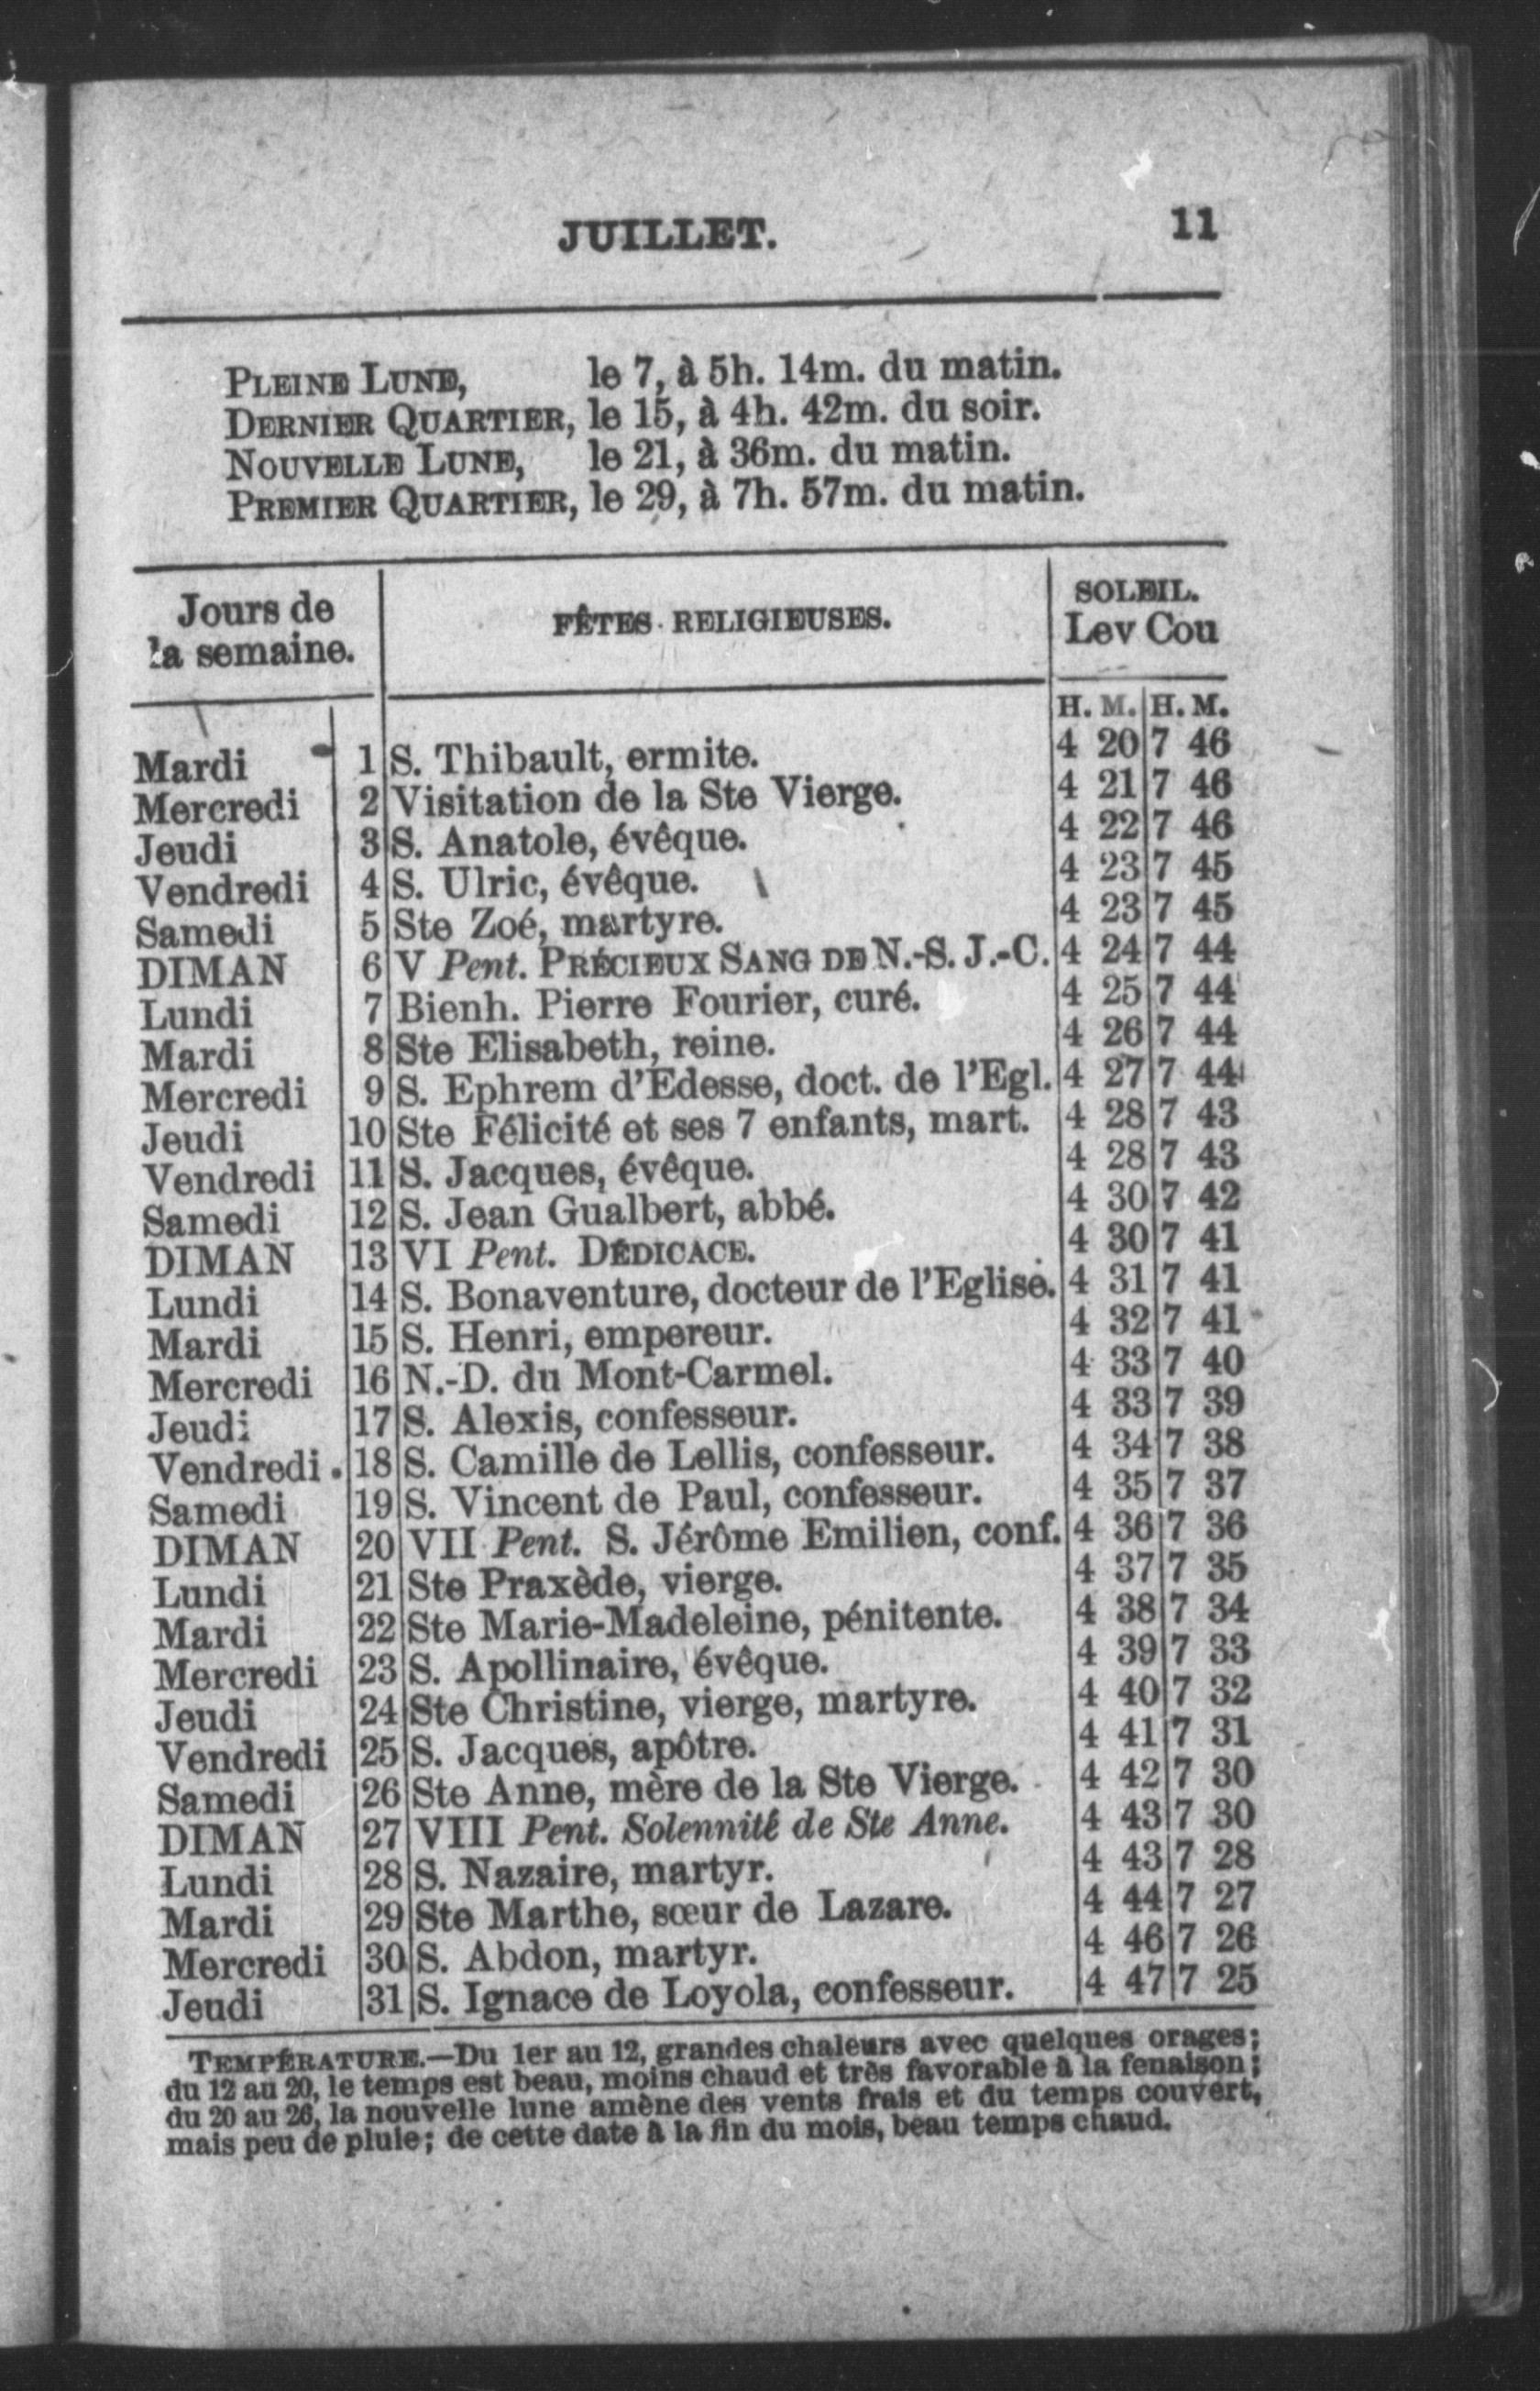 JUILLET. 11
PLEINE LUNE, le 7, à 5h. 14m. du matin.
DERNIER QUARTIER, le 15, à 4h. 42m. du soir.
NOUVELLE LUNE, le 21, à 36m. du matin.
PREMIER QUARTIER, le 29, à 7h. 57m. du matin.
Jours de la semaine. FÊTES RELIGIEUSES. SOLEIL. Lev Cou
H. M. H. M.
Mardi 1 S. Thibault, ermite. 4 20 7 46
Mercredi 2 Visitation de la Ste Vierge. 4 21 7 46
Jeudi 3 S. Anatole, évêque. 4 22 7 46
Vendredi 4 S. Ulric, évêque. 4 23 7 45
Samedi 5 Ste Zoé, martyre. 4 23 7 45
DIMAN 6 V Pent. PRÉCIEUX SANG DE N.-S. J.-C. 4 24 7 44
Lundi 7 Bienh. Pierre Fourier, curé. 4 25 7 44
Mardi 8 Ste Elisabeth, reine. 4 26 7 44
Mercredi 9 S. Ephrem d'Edesse, doct. de l'Egl. 4 27 7 44
Jeudi 10 Ste Félicité et ses 7 enfants, mart. 4 28 7 43
Vendredi 11 S. Jacques, évêque. 4 28 7 43
Samedi 12 S. Jean Gualbert, abbé. 4 30 7 42
DIMAN 13 VI Pent. DÉDICACE. 4 30 7 41
Lundi 14 S. Bonaventure, docteur de l'Eglise. 4 31 7 41
Mardi 15 S. Henri, empereur. 4 32 7 41
Mercredi 16 N.-D. du Mont-Carmel. 4 33 7 40
Jeudi 17 S. Alexis, confesseur. 4 33 7 39
Vendredi 18 S. Camille de Lellis, confesseur. 4 34 7 38
Samedi 19 S. Vincent de Paul, confesseur. 4 35 7 37
DIMAN 20 VII Pent. S. Jérôme Emilien, conf. 4 36 7 36
Lundi 21 Ste Praxède, vierge. 4 37 7 35
Mardi 22 Ste Marie-Madeleine, pénitente. 4 38 7 34
Mercredi 23 S. Apollinaire, évêque. 4 39 7 33
Jeudi 24 Ste Christine, vierge, martyre. 4 40 7 32
Vendredi 25 S. Jacques, apôtre. 4 41 7 31
Samedi 26 Ste Anne, mère de la Ste Vierge. 4 42 7 30
DIMAN 27 VIII Pent. Solennité de Ste Anne. 4 43 7 30
Lundi 28 S. Nazaire, martyr. 4 43 7 28
Mardi 29 Ste Marthe, sœur de Lazare. 4 44 7 27
Mercredi 30 S. Abdon, martyr. 4 46 7 26
Jeudi 31 S. Ignace de Loyola, confesseur. 4 47 7 25
TEMPÉRATURE.—Du 1er au 12, grandes chaleurs avec quelques orages;
du 12 au 20, le temps est beau, moins chaud et très favorable à la fenaison;
du 20 au 26, la nouvelle lune amène des vents frais et du temps couvert,
mais peu de pluie; de cette date à la fin du mois, beau temps chaud.